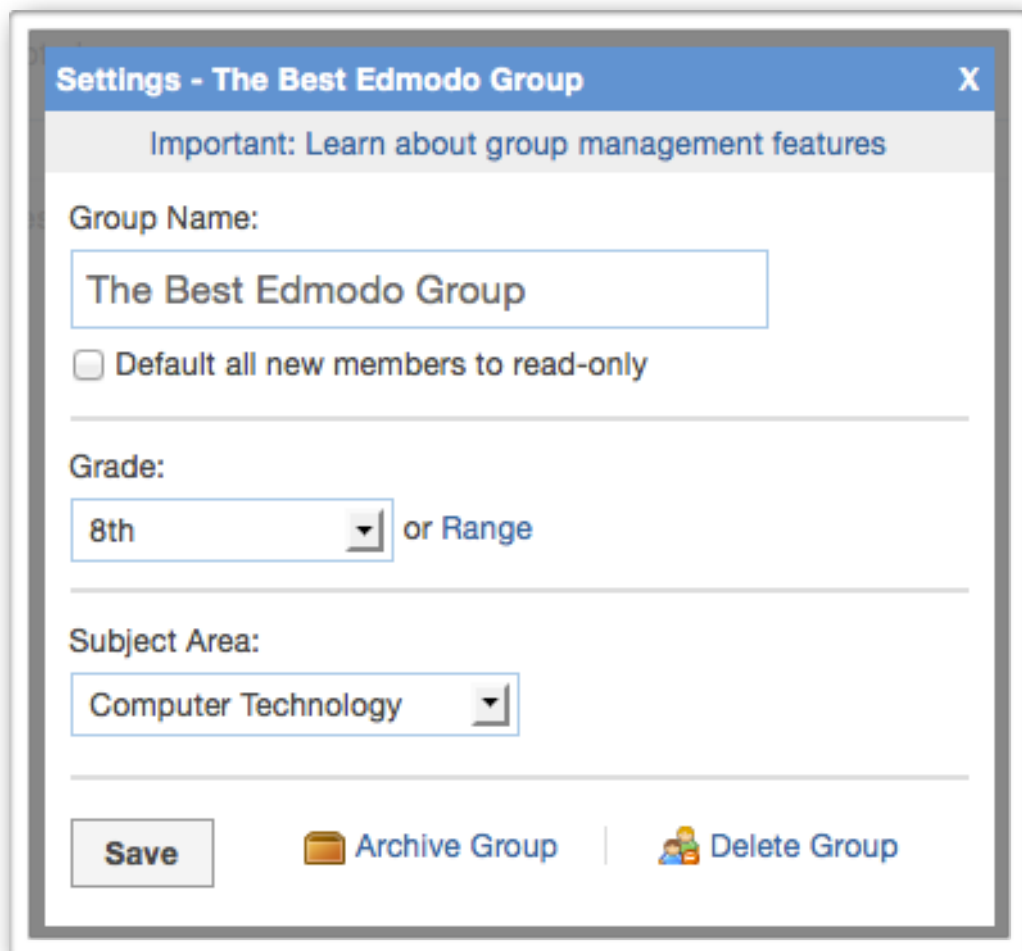 Settings - The Best Edmodo Group X
Important: Learn about group management features
Group Name:
The Best Edmodo Group
Default all new members to read-only
Grade:
8th or Range
Subject Area:
Computer Technology
Save Archive Group Delete Group